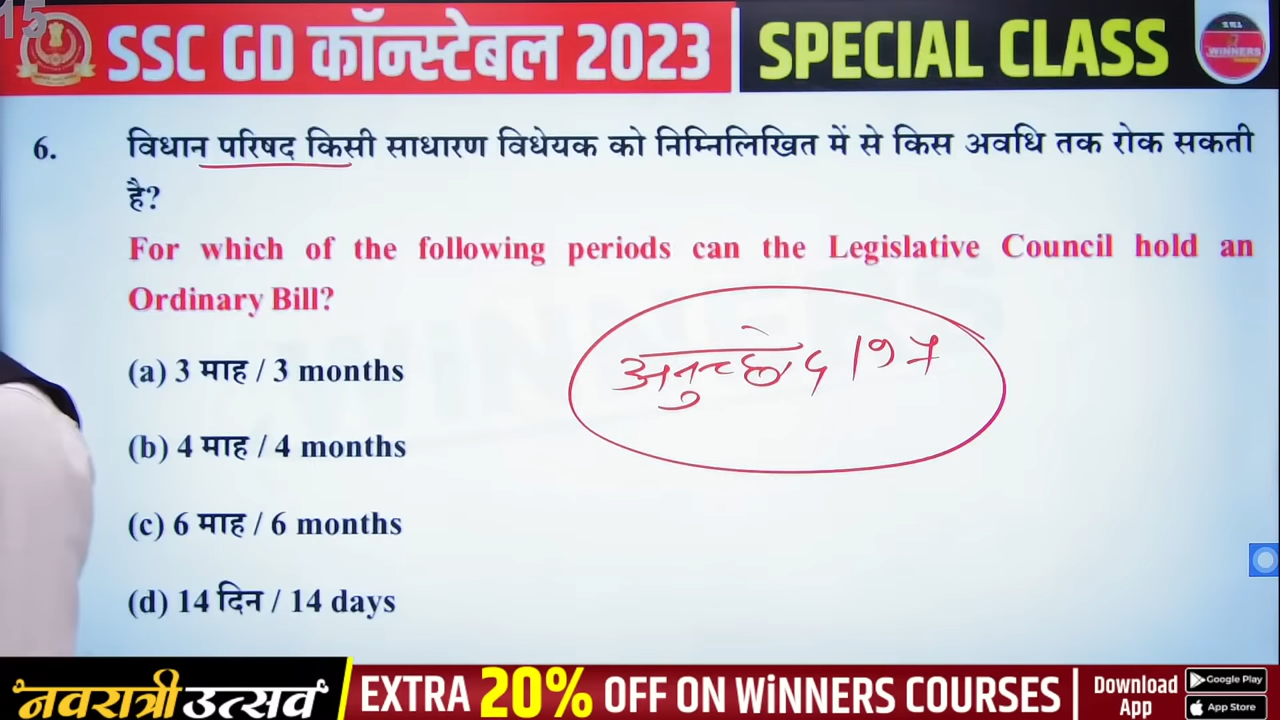 15
SSC GD कॉन्स्टेबल 2023
SPECIAL CLASS
WINNERS
6. विधान परिषद किसी साधारण विधेयक को निम्निलिखित में से किस अवधि तक रोक सकती
है?
For which of the following periods can the Legislative Council hold an
Ordinary Bill?
अनुच्छेद 197
(a) 3 माह / 3 months
(b) 4 माह / 4 months
(c) 6 माह / 6 months
(d) 14 दिन / 14 days
नवरात्री उत्सव
EXTRA 20% OFF ON WiNNERS COURSES
Download
App
Google Play
App Store